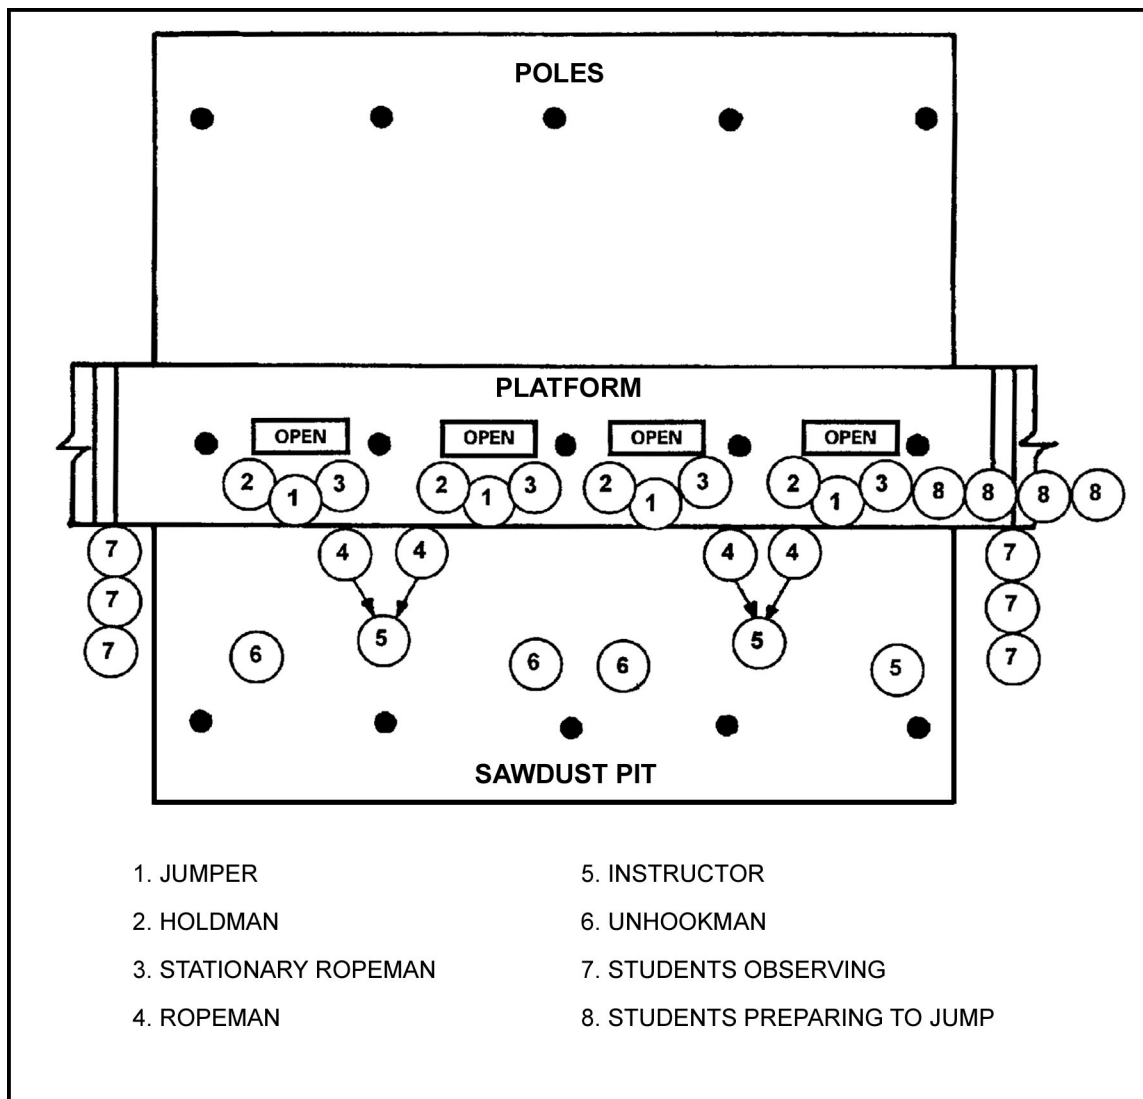 POLES
PLATFORM
OPEN OPEN OPEN OPEN
2 1 3 2 1 3 2 1 3 2 1 3 8 8 8 8
7 4 4 4 4 7
7 7
7 6 5 6 6 5 5 7
SAWDUST PIT
1. JUMPER
2. HOLDMAN
3. STATIONARY ROPEMAN
4. ROPEMAN
5. INSTRUCTOR
6. UNHOOKMAN
7. STUDENTS OBSERVING
8. STUDENTS PREPARING TO JUMP